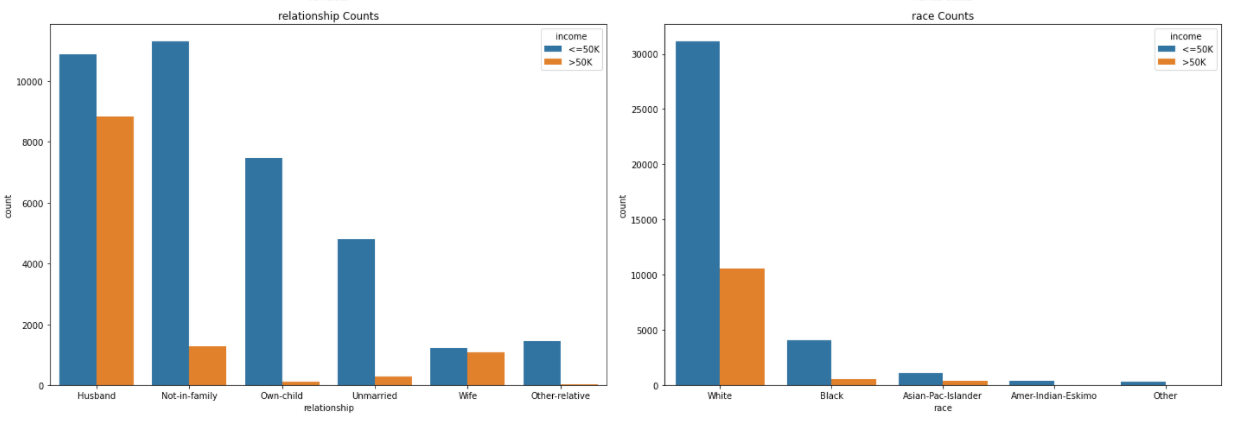 relationship Counts
income
<=50K
>50K
10000
8000
6000
4000
2000
0
count
Husband Not-in-family Own-child Unmarried Wife Other-relative
relationship
race Counts
income
<=50K
>50K
30000
25000
20000
15000
10000
5000
0
count
White Black Asian-Pac-Islander Amer-Indian-Eskimo Other
race